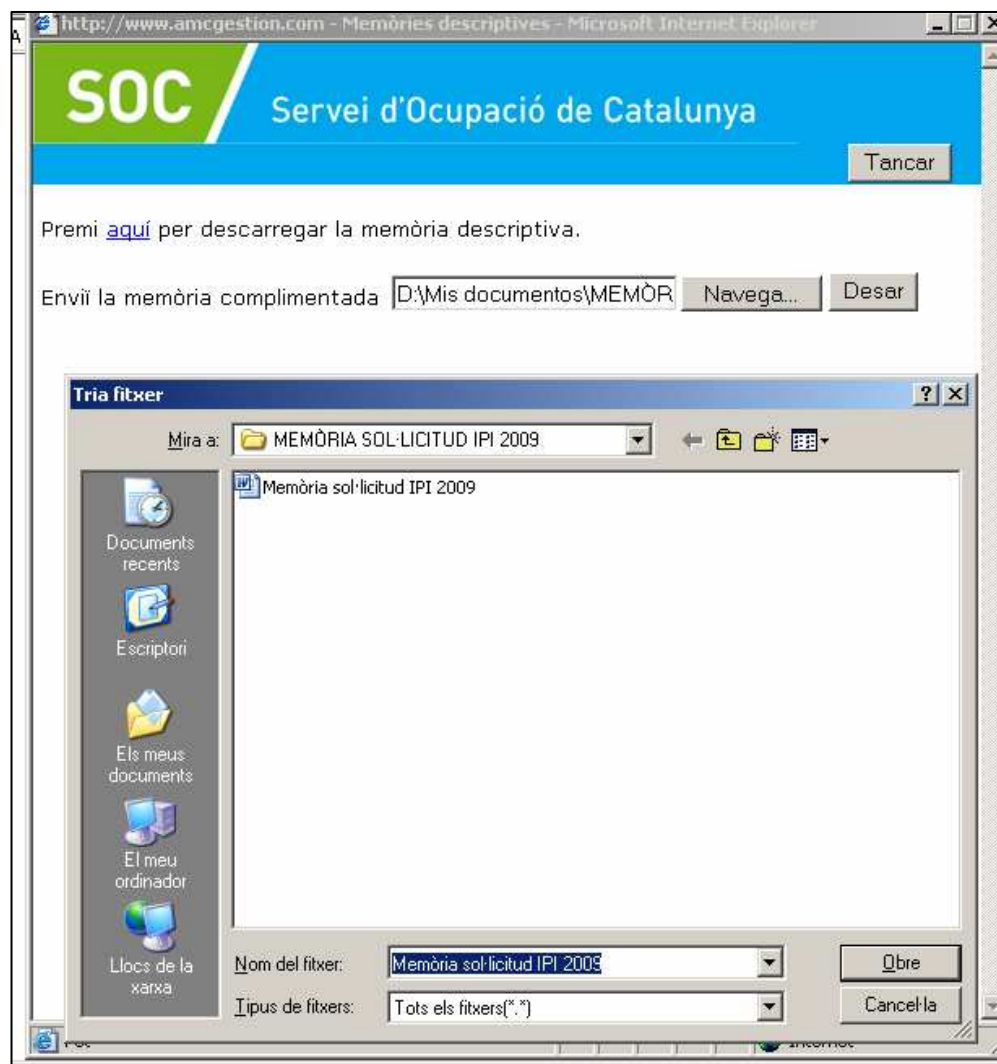 A
http://www.amcgestion.com - Memòries descriptives - Microsoft Internet Explorer
SOC
Servei d'Ocupació de Catalunya
Tancar
Premi aquí per descarregar la memòria descriptiva.
Enviï la memòria complimentada D:\Mis documentos\MEMÒR Navega... Desar
Tria fitxer
Mira a: MEMÒRIA SOL·LICITUD IPI 2009
Memòria sol·licitud IPI 2009
Documents
recents
Escriptori
Els meus
documents
El meu
ordinador
Llocs de la
xarxa
Nom del fitxer: Memòria sol·licitud IPI 2009 Obre
Tipus de fitxers: Tots els fitxers(*.*) Cancel·la
Internet